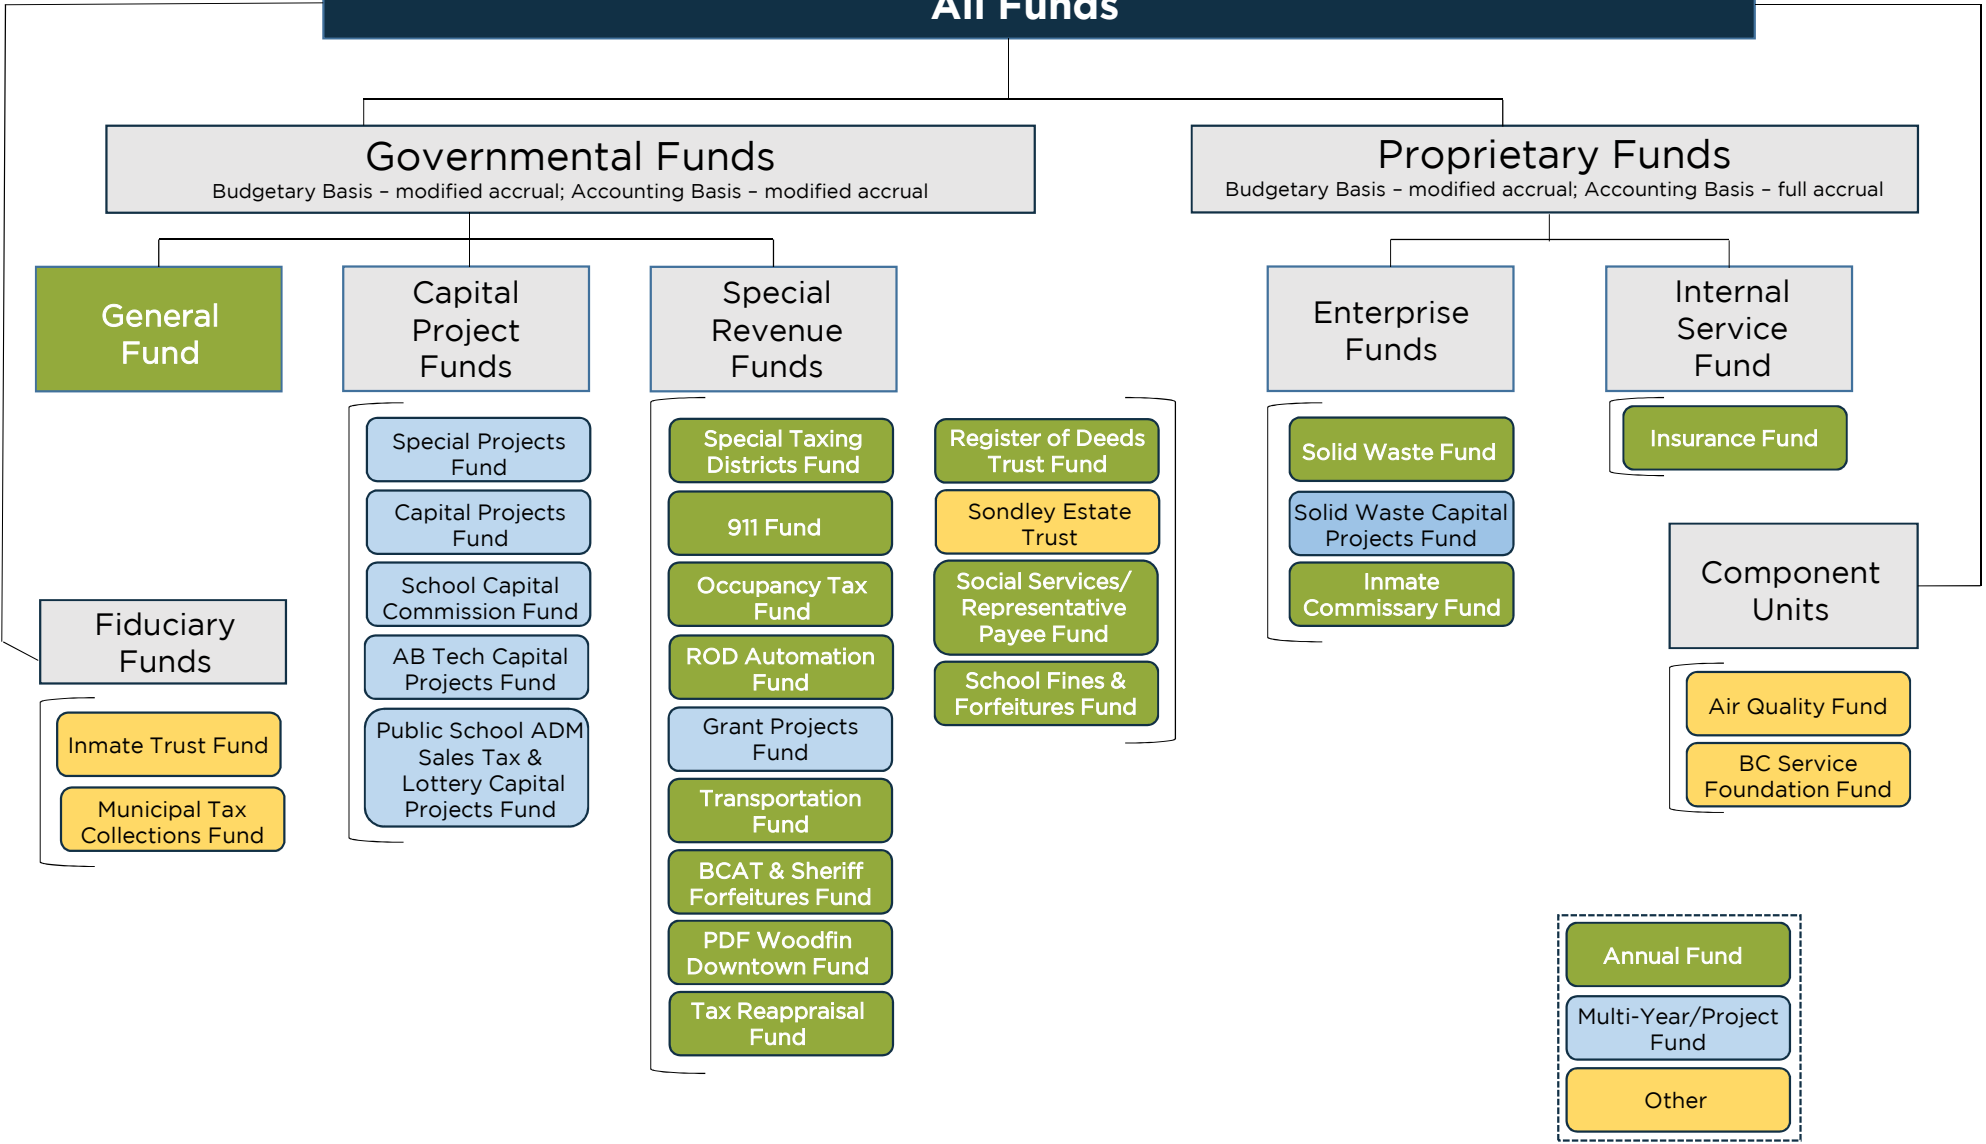 All Funds
Governmental Funds
Budgetary Basis – modified accrual; Accounting Basis – modified accrual
Proprietary Funds
Budgetary Basis – modified accrual; Accounting Basis – full accrual
General
Fund
Capital
Project
Funds
Special Projects
Fund
Capital Projects
Fund
School Capital
Commission Fund
AB Tech Capital
Projects Fund
Public School ADM
Sales Tax &
Lottery Capital
Projects Fund
Special
Revenue
Funds
Special Taxing
Districts Fund
911 Fund
Occupancy Tax
Fund
ROD Automation
Fund
Grant Projects
Fund
Transportation
Fund
BCAT & Sheriff
Forfeitures Fund
PDF Woodfin
Downtown Fund
Tax Reappraisal
Fund
Register of Deeds
Trust Fund
Sondley Estate
Trust
Social Services/
Representative
Payee Fund
School Fines &
Forfeitures Fund
Enterprise
Funds
Solid Waste Fund
Solid Waste Capital
Projects Fund
Inmate
Commissary Fund
Internal
Service
Fund
Insurance Fund
Fiduciary
Funds
Inmate Trust Fund
Municipal Tax
Collections Fund
Component
Units
Air Quality Fund
BC Service
Foundation Fund
Annual Fund
Multi-Year/Project
Fund
Other